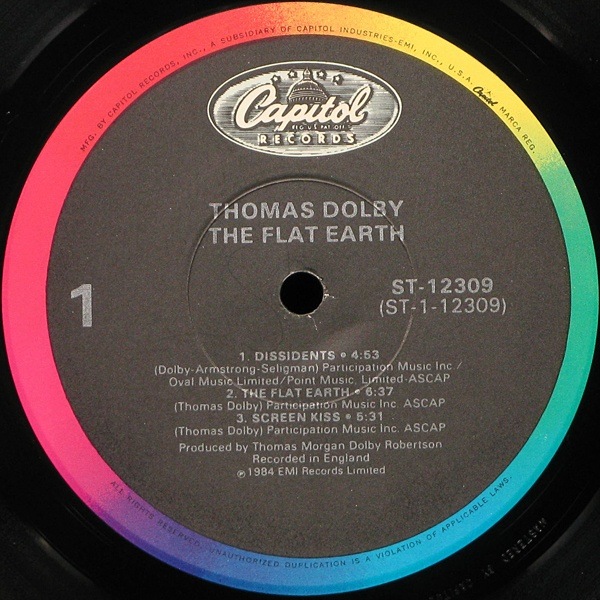 MFG. BY CAPITOL RECORDS, INC., A SUBSIDIARY OF CAPITOL INDUSTRIES-EMI, INC., U.S.A. Capitol MARCA REG.
Capitol
REG. U.S. PAT. OFF.
RECORDS
THOMAS DOLBY
THE FLAT EARTH
1
ST-12309
(ST-1-12309)
1. DISSIDENTS • 4:53
(Dolby-Armstrong-Seligman) Participation Music Inc./
Oval Music Limited/Point Music, Limited-ASCAP
2. THE FLAT EARTH • 6:37
(Thomas Dolby) Participation Music Inc. ASCAP
3. SCREEN KISS • 5:31
(Thomas Dolby) Participation Music Inc. ASCAP
Produced by Thomas Morgan Dolby Robertson
Recorded in England
℗1984 EMI Records Limited
ALL RIGHTS RESERVED. UNAUTHORIZED DUPLICATION IS A VIOLATION OF APPLICABLE LAWS.